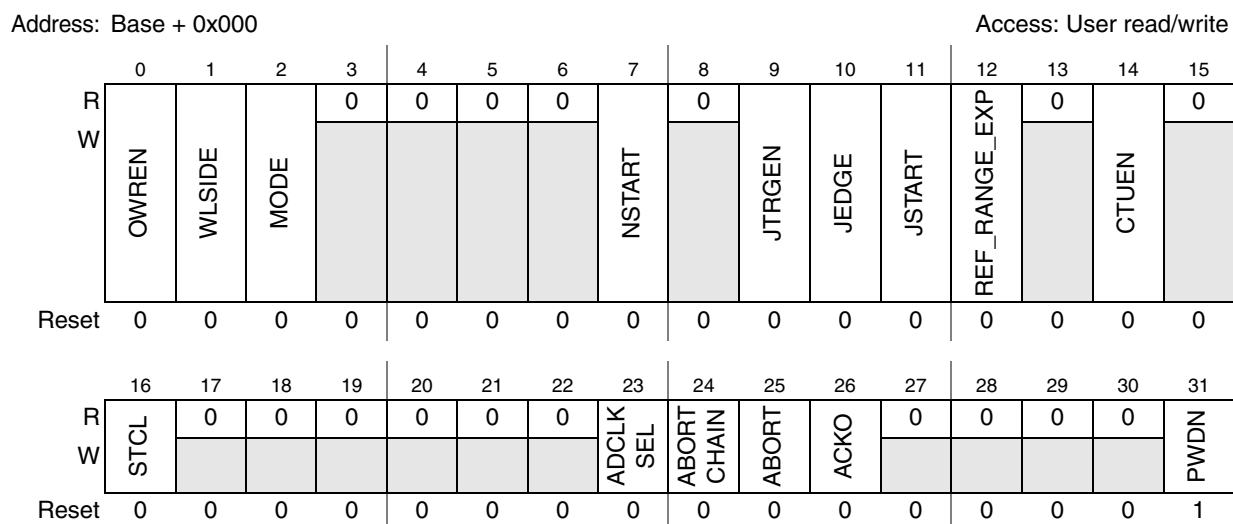 Address: Base + 0x000 Access: User read/write
0 1 2 3 4 5 6 7 8 9 10 11 12 13 14 15
R OWREN WLSIDE MODE 0 0 0 0 NSTART 0 JTRGEN JEDGE JSTART REF_RANGE_EXP 0 CTUEN 0
W
Reset 0 0 0 0 0 0 0 0 0 0 0 0 0 0 0 0
16 17 18 19 20 21 22 23 24 25 26 27 28 29 30 31
R STCL 0 0 0 0 0 0 ADCLK SEL ABORT CHAIN ABORT ACKO 0 0 0 0 PWDN
W
Reset 0 0 0 0 0 0 0 0 0 0 0 0 0 0 0 1